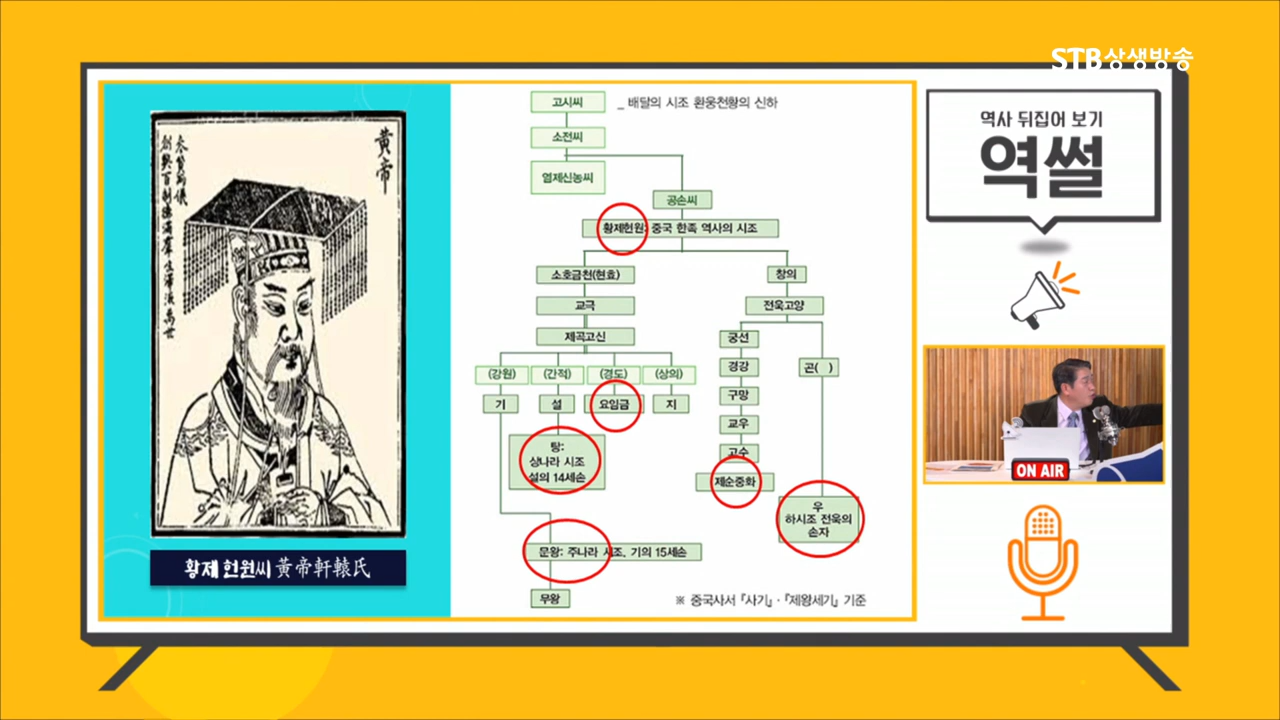 STB상생방송
黃帝
黃帝
황제 헌원씨 黃帝軒轅氏
고시씨
_ 배달의 시조 환웅천황의 신하
소전씨
열제신농씨
공손씨
황제헌원: 중국 한족 역사의 시조
소호금천(현효)
창의
교극
전욱고양
제곡고신
궁선
(강원)
(간적)
(경도)
(상의)
경강
곤( )
기
설
요임금
지
구망
교우
고수
탕:
상나라 시조
설의 14세손
제순중화
우
하시조 전욱의
손자
문왕: 주나라 시조. 기의 15세손
무왕
※ 중국사서 『사기』·『제왕세기』 기준
역사 뒤집어 보기
역썰
ON AIR